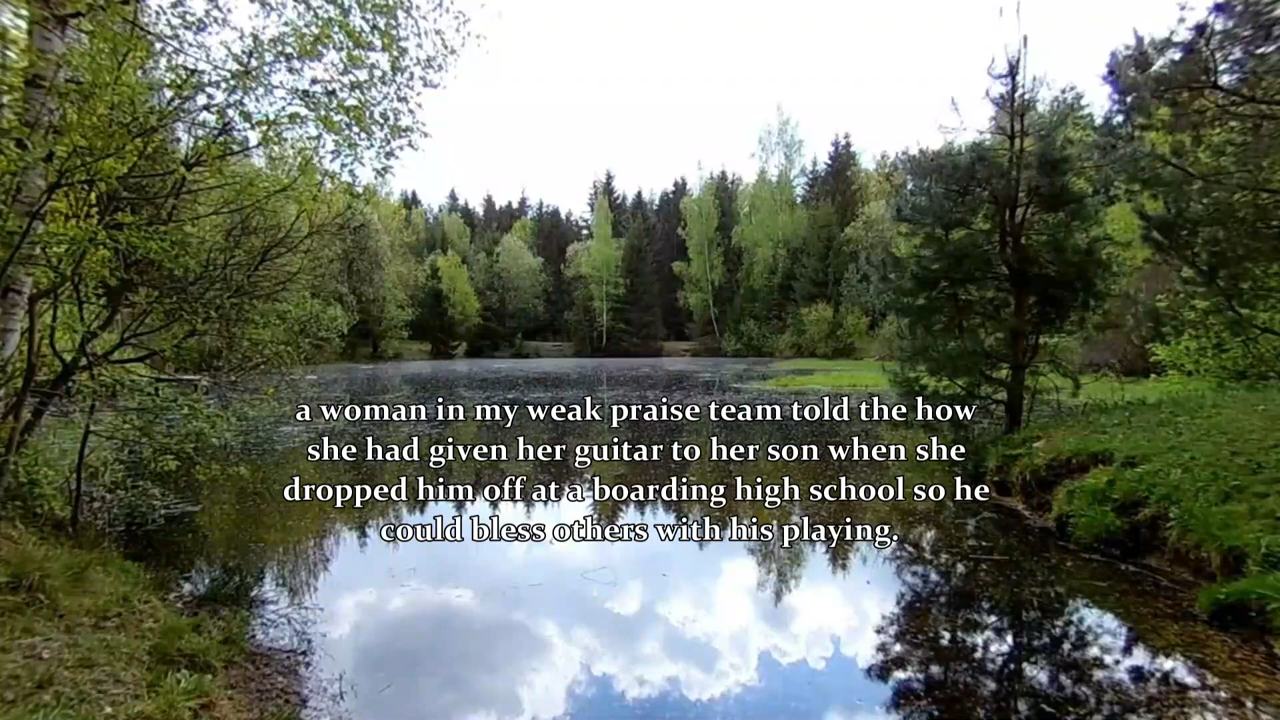 a woman in my weak praise team told the how
she had given her guitar to her son when she
dropped him off at a boarding high school so he
could bless others with his playing.